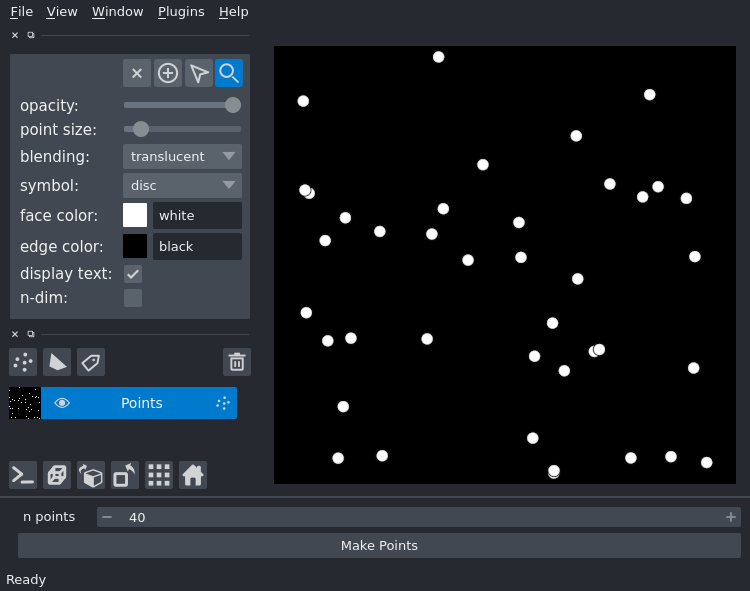 File View Window Plugins Help
opacity:
point size:
blending: translucent
symbol: disc
face color: white
edge color: black
display text:
n-dim:
Points
n points 40
Make Points
Ready